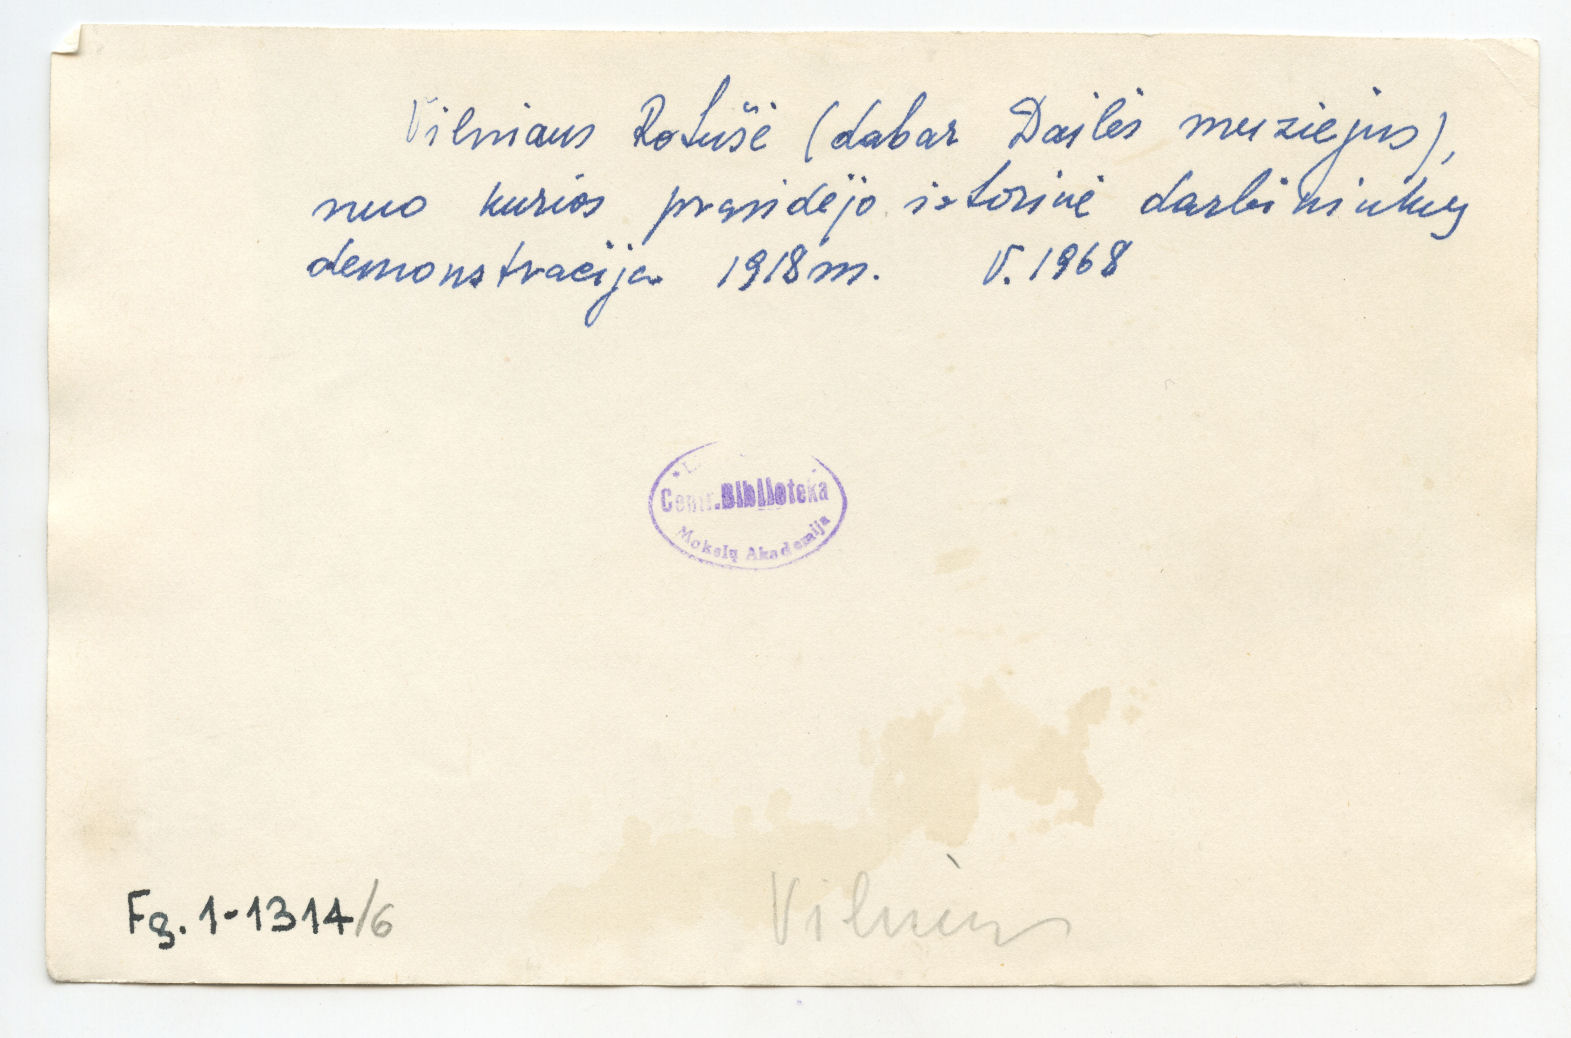 Vilniaus Rotušė (dabar Dailės muziejus),
nuo kurios prasidėjo istorinė darbininkų
demonstracija 1918 m. V. 1968
Centr. Biblioteka
Mokslų Akademija
Fg. 1-1314/6
Vilnius